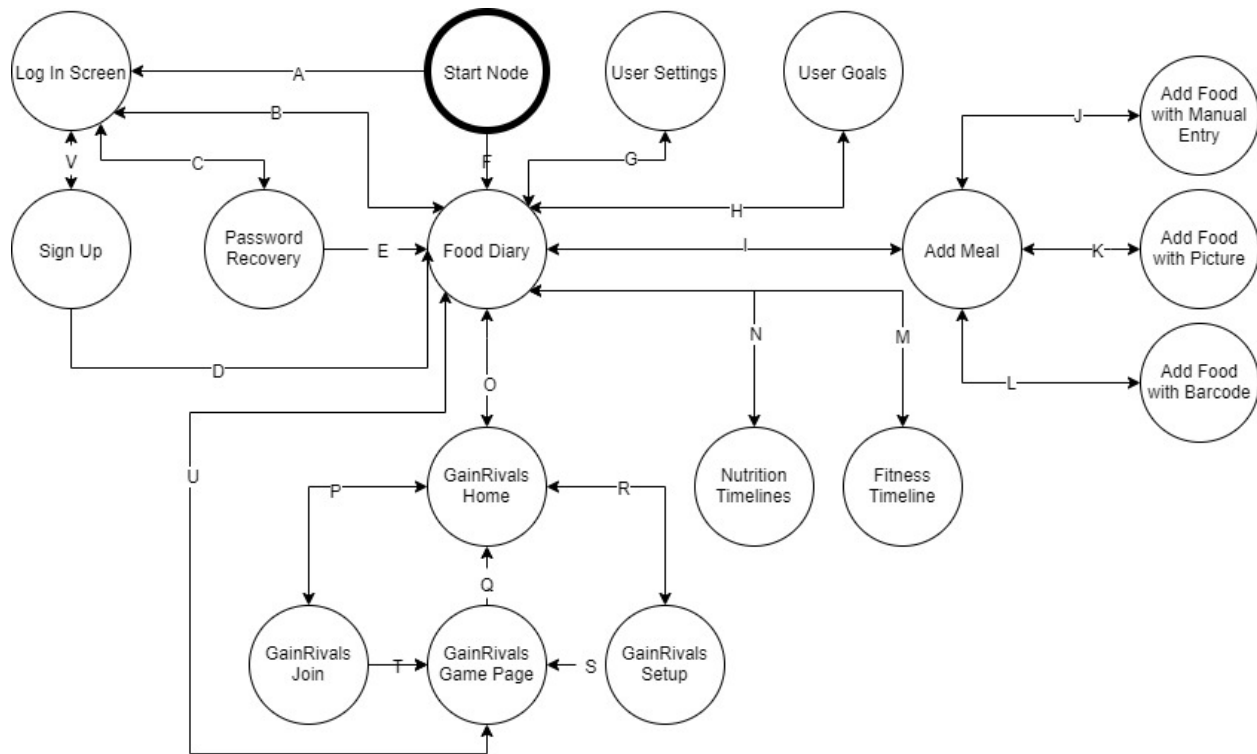 Log In Screen
A
Start Node
User Settings
User Goals
Add Food
with Manual
Entry
B
J
V
C
F
G
H
Sign Up
Password
Recovery
E
Food Diary
I
Add Meal
K
Add Food
with Picture
D
O
N
M
L
Add Food
with Barcode
U
P
GainRivals
Home
R
Nutrition
Timelines
Fitness
Timeline
Q
GainRivals
Join
T
GainRivals
Game Page
S
GainRivals
Setup